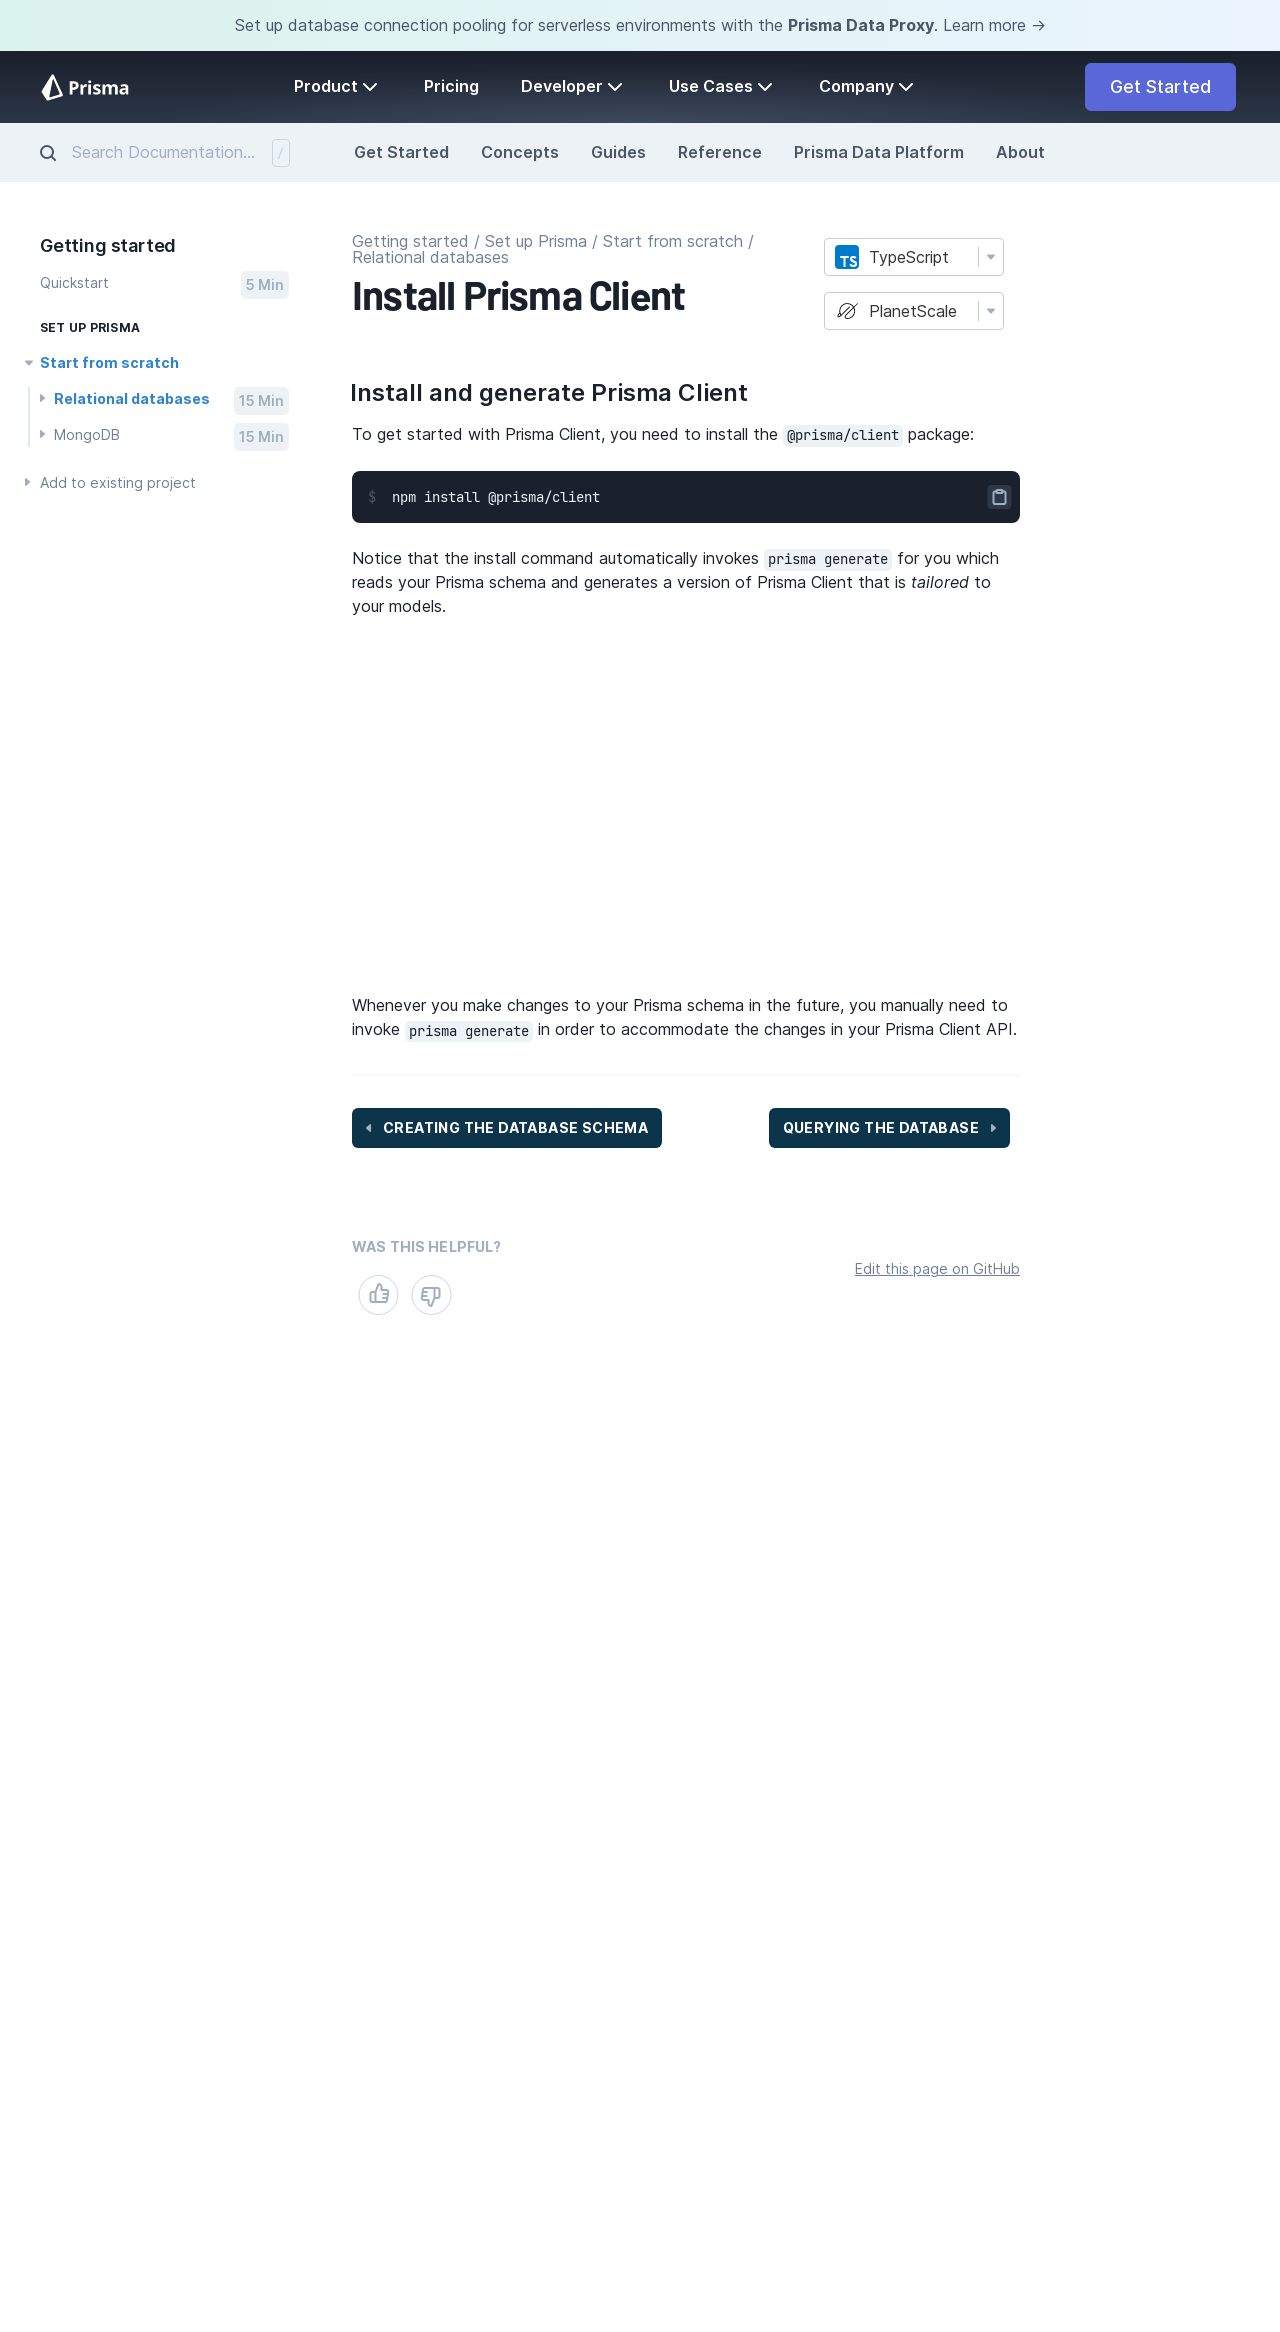 Set up database connection pooling for serverless environments with the Prisma Data Proxy. Learn more →
Prisma Product Pricing Developer Use Cases Company Get Started
Search Documentation... / Get Started Concepts Guides Reference Prisma Data Platform About
Getting started
Quickstart 5 Min
SET UP PRISMA
Start from scratch
Relational databases 15 Min
MongoDB 15 Min
Add to existing project
Getting started / Set up Prisma / Start from scratch /
Relational databases
Install Prisma Client
TS TypeScript
PlanetScale
Install and generate Prisma Client
To get started with Prisma Client, you need to install the @prisma/client package:
$ npm install @prisma/client
Notice that the install command automatically invokes prisma generate for you which
reads your Prisma schema and generates a version of Prisma Client that is tailored to
your models.
Whenever you make changes to your Prisma schema in the future, you manually need to
invoke prisma generate in order to accommodate the changes in your Prisma Client API.
CREATING THE DATABASE SCHEMA
QUERYING THE DATABASE
WAS THIS HELPFUL?
Edit this page on GitHub